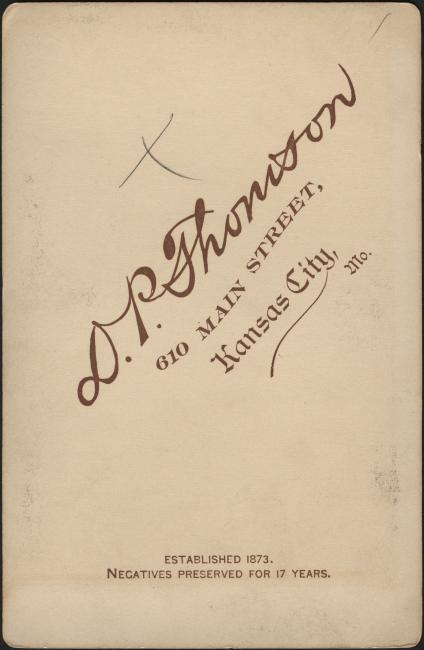 D. P. Thomson
610 MAIN STREET,
Kansas City, Mo.
ESTABLISHED 1873.
NEGATIVES PRESERVED FOR 17 YEARS.